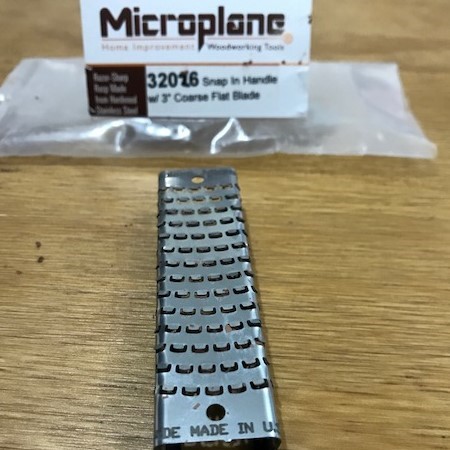 Microplane
Home Improvement Woodworking Tools
Razor-Sharp
Rasp Made
from Hardened
Stainless Steel
32026 Snap In Handle
w/ 3" Coarse Flat Blade
DE MADE IN U.S